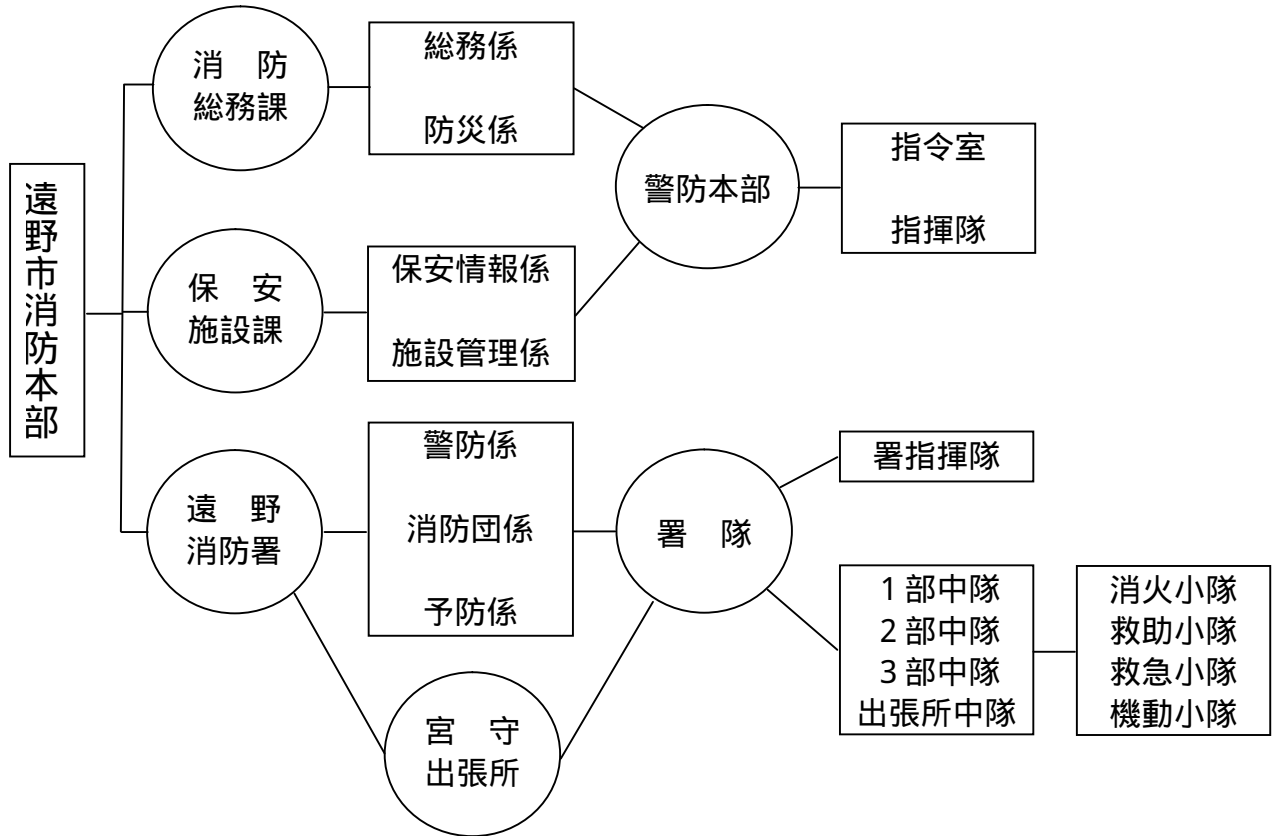 遠野市消防本部
消　防
総務課
総務係
防災係
警防本部
指令室
指揮隊
保　安
施設課
保安情報係
施設管理係
遠　野
消防署
警防係
消防団係
予防係
宮　守
出張所
署　隊
署指揮隊
1部中隊
2部中隊
3部中隊
出張所中隊
消火小隊
救助小隊
救急小隊
機動小隊